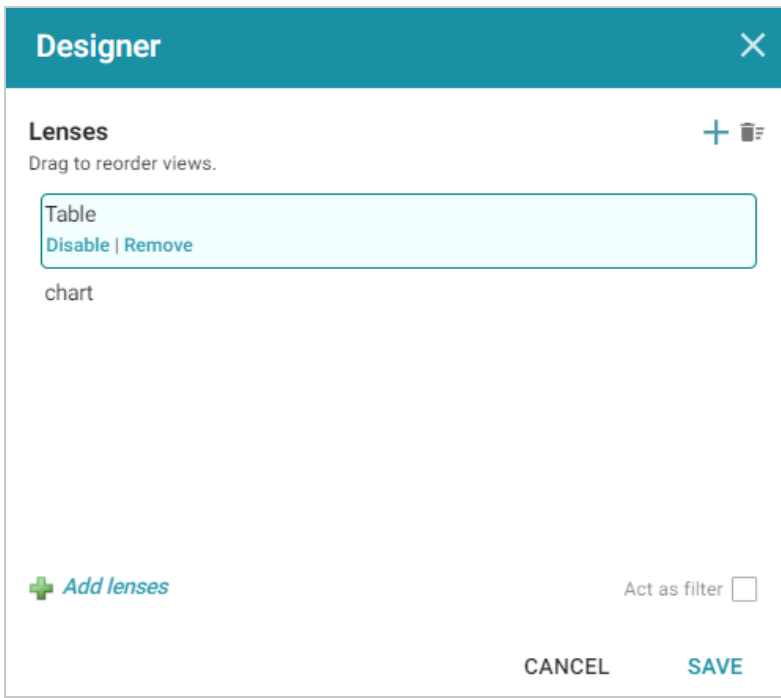 Designer
Lenses
Drag to reorder views.
Table
Disable | Remove
chart
Add lenses
Act as filter
CANCEL
SAVE